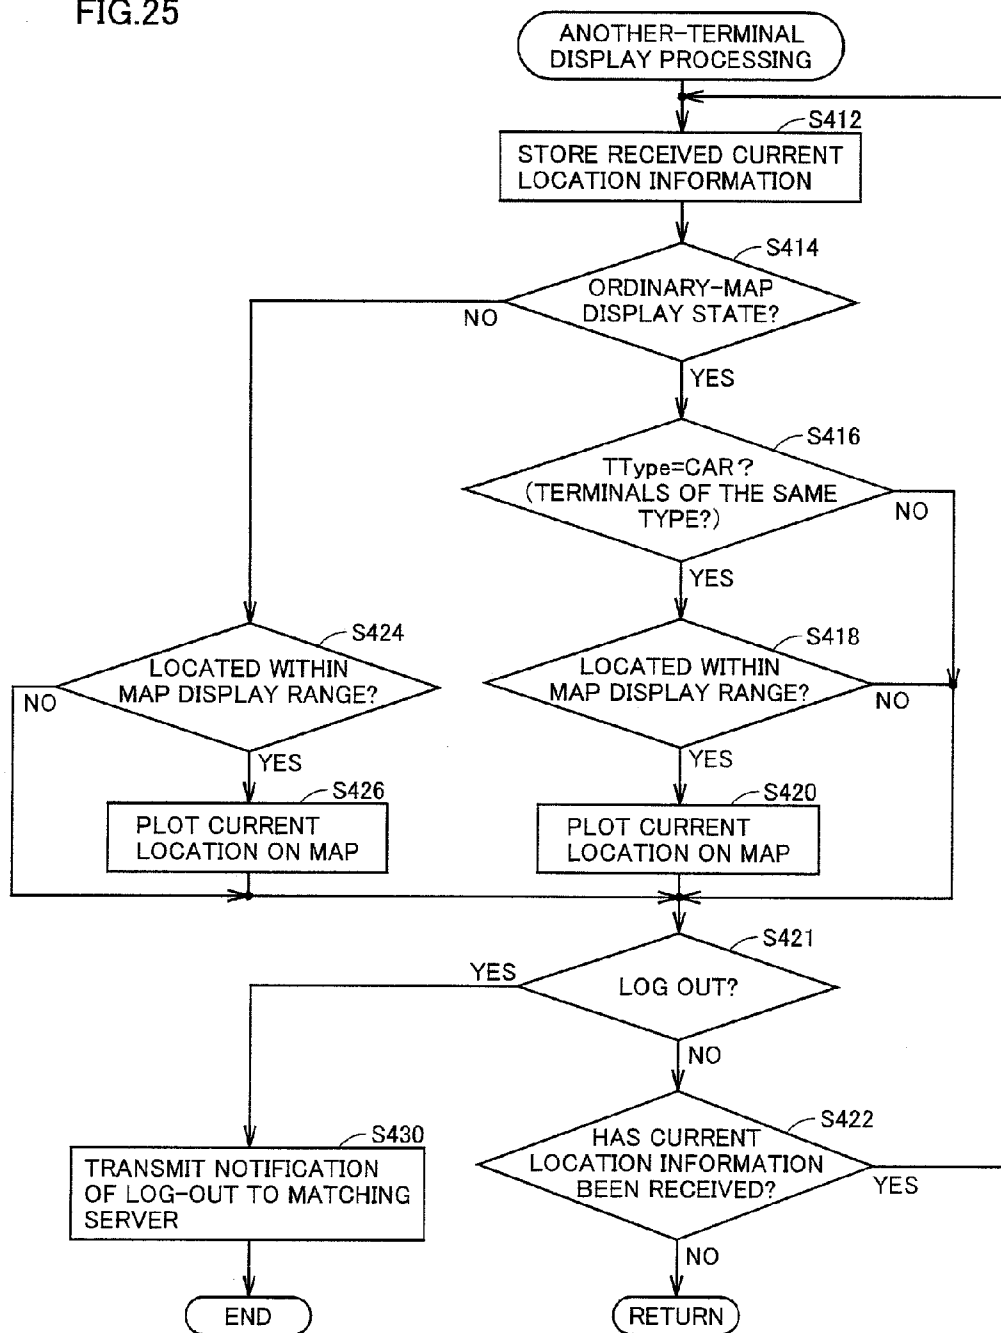 FIG.25
ANOTHER-TERMINAL
DISPLAY PROCESSING
S412
STORE RECEIVED CURRENT
LOCATION INFORMATION
S414
ORDINARY-MAP
DISPLAY STATE?
NO
YES
S416
TType=CAR?
(TERMINALS OF THE SAME
TYPE?)
NO
YES
S424
LOCATED WITHIN
MAP DISPLAY RANGE?
NO
YES
S418
LOCATED WITHIN
MAP DISPLAY RANGE?
NO
YES
S426
PLOT CURRENT
LOCATION ON MAP
S420
PLOT CURRENT
LOCATION ON MAP
S421
LOG OUT?
YES
NO
S422
HAS CURRENT
LOCATION INFORMATION
BEEN RECEIVED?
YES
NO
S430
TRANSMIT NOTIFICATION
OF LOG-OUT TO MATCHING
SERVER
END
RETURN